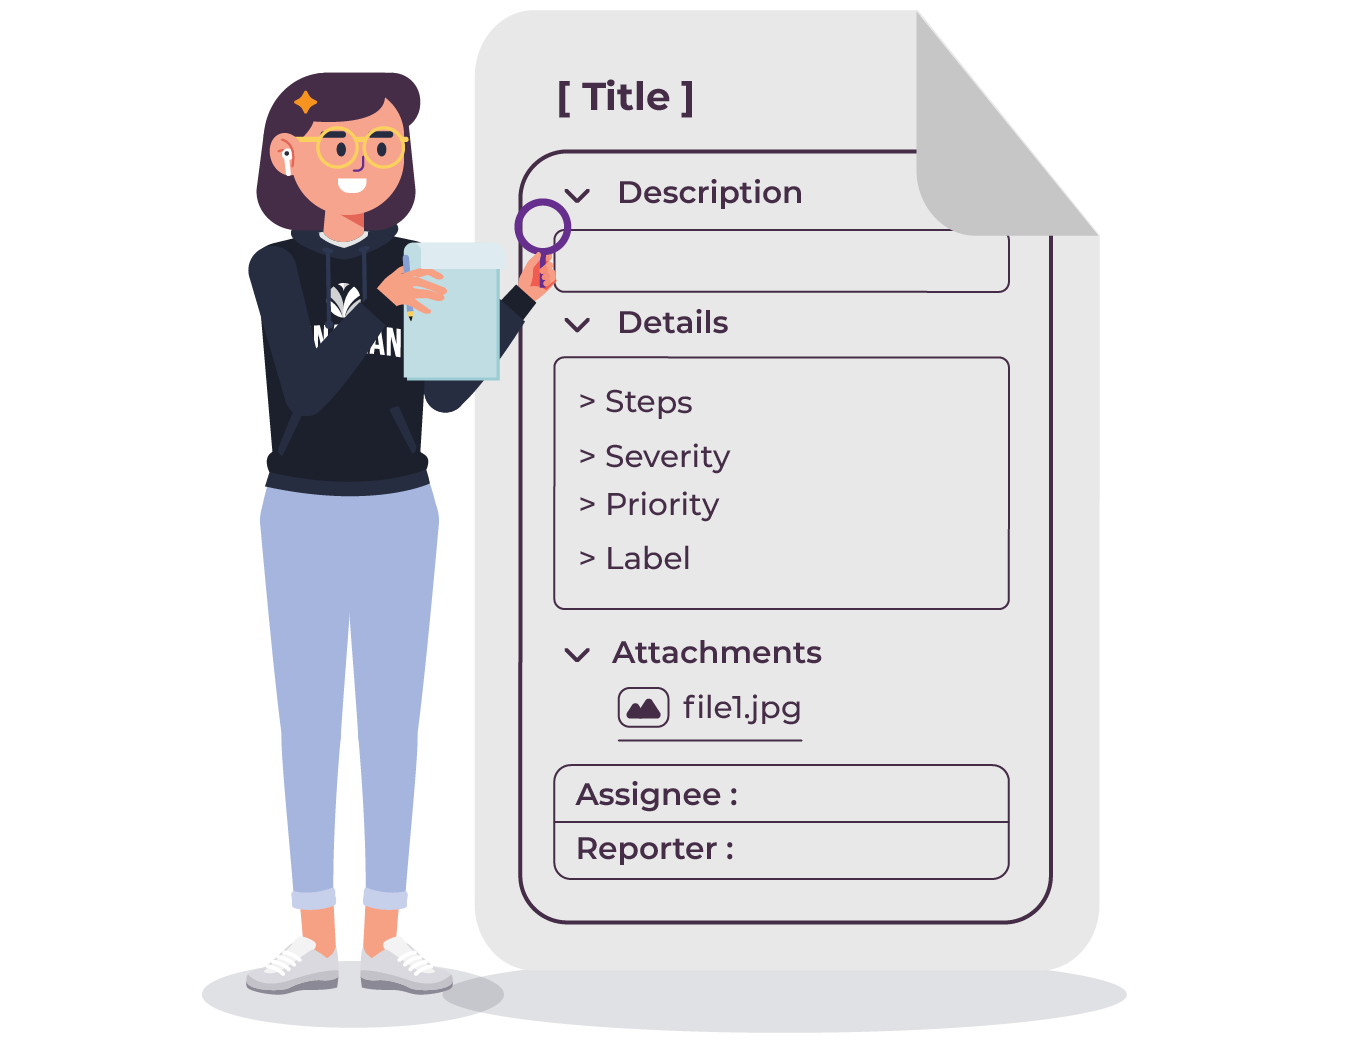 [ Title ]
Description
Details
> Steps
> Severity
> Priority
> Label
Attachments
file1.jpg
Assignee :
Reporter :